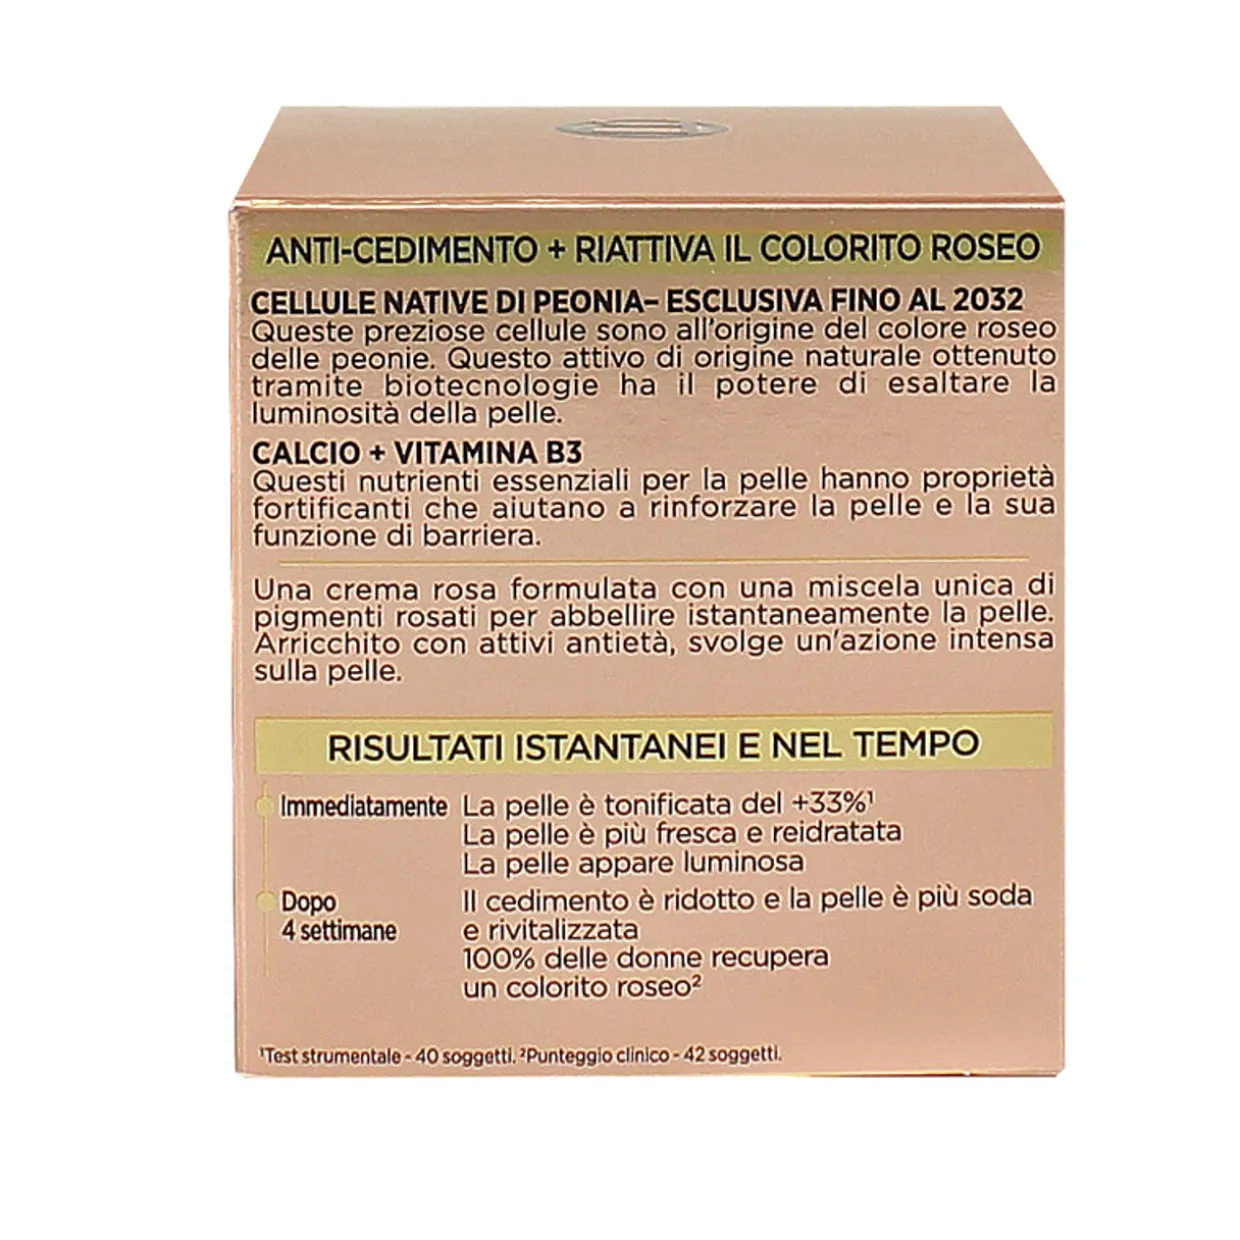 ANTI-CEDIMENTO + RIATTIVA IL COLORITO ROSEO
CELLULE NATIVE DI PEONIA– ESCLUSIVA FINO AL 2032
Queste preziose cellule sono all'origine del colore roseo
delle peonie. Questo attivo di origine naturale ottenuto
tramite biotecnologie ha il potere di esaltare la
luminosità della pelle.
CALCIO + VITAMINA B3
Questi nutrienti essenziali per la pelle hanno proprietà
fortificanti che aiutano a rinforzare la pelle e la sua
funzione di barriera.
Una crema rosa formulata con una miscela unica di
pigmenti rosati per abbellire istantaneamente la pelle.
Arricchito con attivi antietà, svolge un'azione intensa
sulla pelle.
RISULTATI ISTANTANEI E NEL TEMPO
Immediatamente La pelle è tonificata del +33%¹
La pelle è più fresca e reidratata
La pelle appare luminosa
Dopo Il cedimento è ridotto e la pelle è più soda
4 settimane e rivitalizzata
100% delle donne recupera
un colorito roseo²
¹Test strumentale - 40 soggetti. ²Punteggio clinico - 42 soggetti.